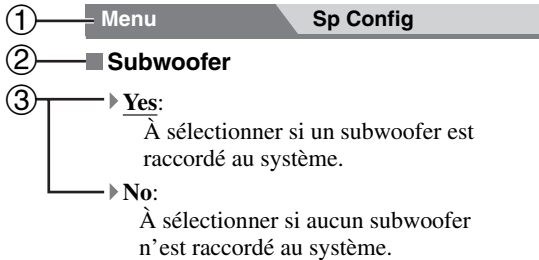 ① Menu Sp Config
② Subwoofer
③ Yes:
À sélectionner si un subwoofer est
raccordé au système.
No:
À sélectionner si aucun subwoofer
n’est raccordé au système.